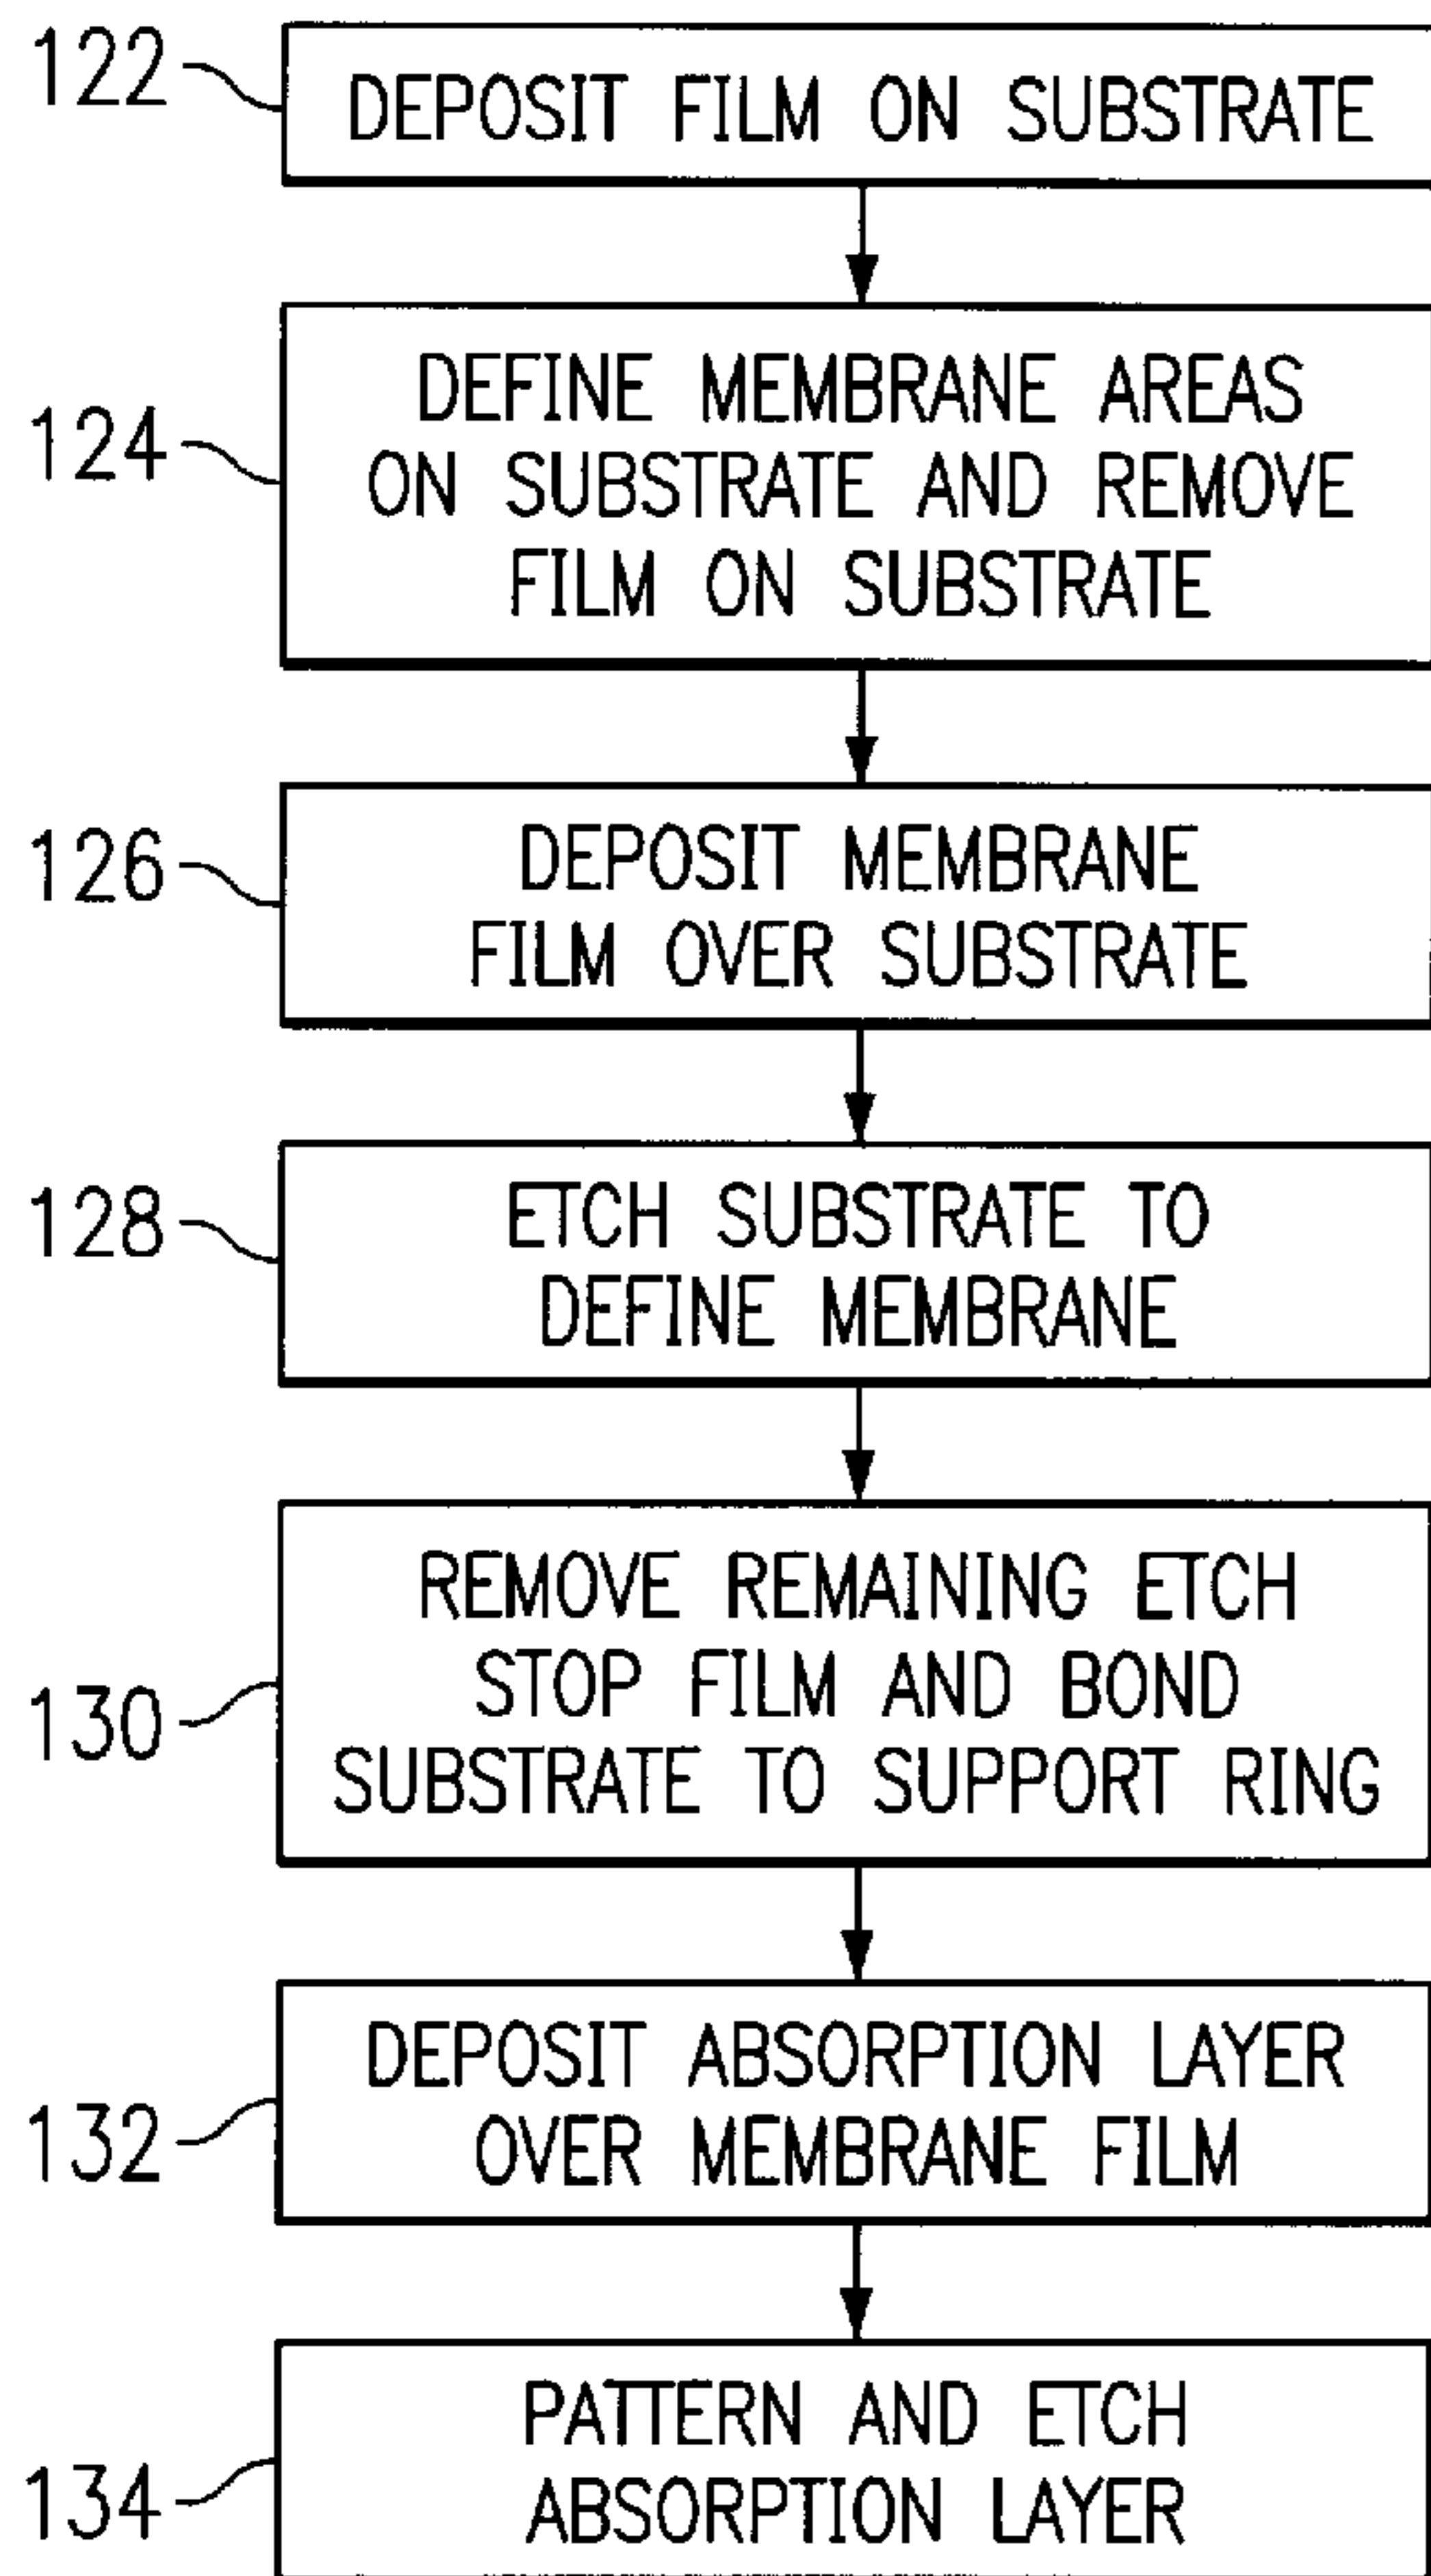 122
DEPOSIT FILM ON SUBSTRATE
124
DEFINE MEMBRANE AREAS
ON SUBSTRATE AND REMOVE
FILM ON SUBSTRATE
126
DEPOSIT MEMBRANE
FILM OVER SUBSTRATE
128
ETCH SUBSTRATE TO
DEFINE MEMBRANE
130
REMOVE REMAINING ETCH
STOP FILM AND BOND
SUBSTRATE TO SUPPORT RING
132
DEPOSIT ABSORPTION LAYER
OVER MEMBRANE FILM
134
PATTERN AND ETCH
ABSORPTION LAYER